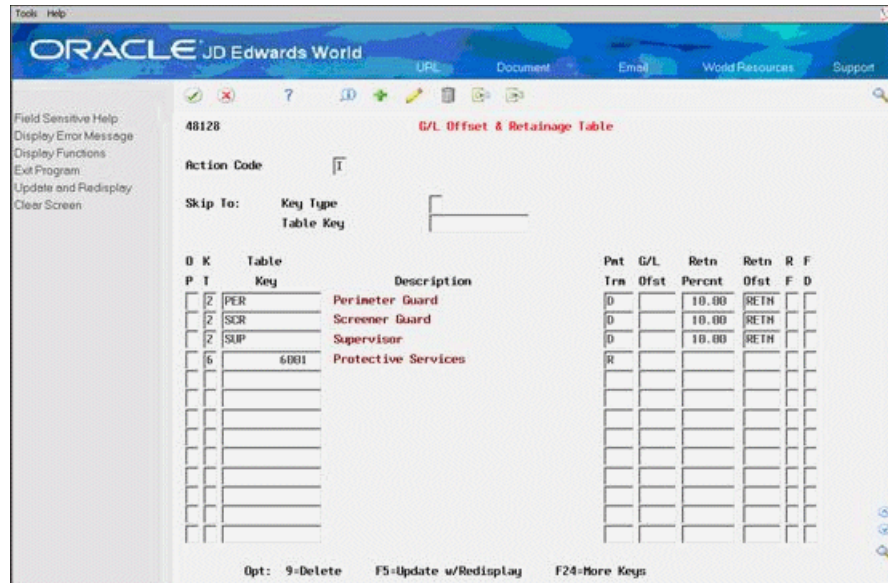 Tools Help
ORACLE JD Edwards World
URL Document Email World Resources Support
Field Sensitive Help
Display Error Message
Display Functions
Exit Program
Update and Redisplay
Clear Screen
48128 G/L Offset & Retainage Table
Action Code I
Skip To: Key Type
Table Key
O K Table Pmt G/L Retn Retn R F
P T Key Description Trm Ofst Percnt Ofst F D
2 PER Perimeter Guard D 10.00 RETN
2 SCR Screener Guard D 10.00 RETN
2 SUP Supervisor D 10.00 RETN
6 6001 Protective Services R
Opt: 9=Delete F5=Update w/Redisplay F24=More Keys